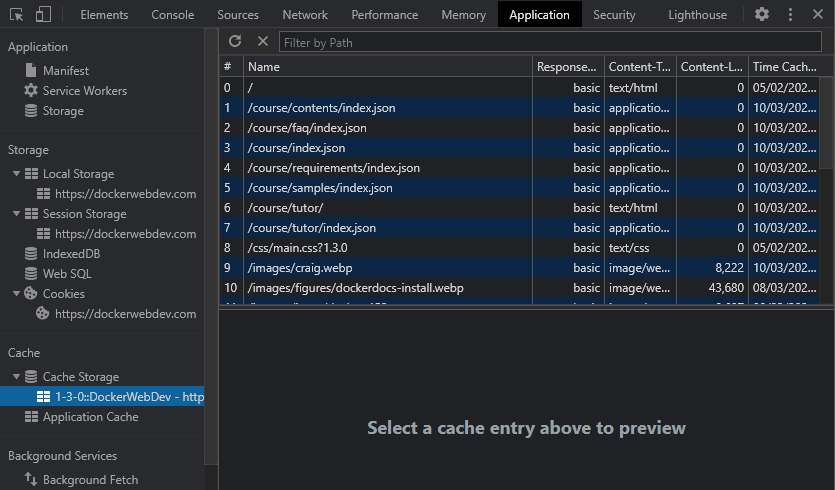 Elements Console Sources Network Performance Memory Application Security Lighthouse
Application
Manifest
Service Workers
Storage
Storage
Local Storage
https://dockerwebdev.com
Session Storage
https://dockerwebdev.com
IndexedDB
Web SQL
Cookies
https://dockerwebdev.com
Cache
Cache Storage
1-3-0::DockerWebDev - http
Application Cache
Background Services
Background Fetch
Filter by Path
# Name Response... Content-T... Content-L... Time Cach...
0 / basic text/html 0 05/02/202...
1 /course/contents/index.json basic applicatio... 0 10/03/202...
2 /course/faq/index.json basic applicatio... 0 10/03/202...
3 /course/index.json basic applicatio... 0 10/03/202...
4 /course/requirements/index.json basic applicatio... 0 10/03/202...
5 /course/samples/index.json basic applicatio... 0 10/03/202...
6 /course/tutor/ basic text/html 0 10/03/202...
7 /course/tutor/index.json basic applicatio... 0 10/03/202...
8 /css/main.css?1.3.0 basic text/css 0 05/02/202...
9 /images/craig.webp basic image/we... 8,222 10/03/202...
10 /images/figures/dockerdocs-install.webp basic image/we... 43,680 08/03/202...
Select a cache entry above to preview